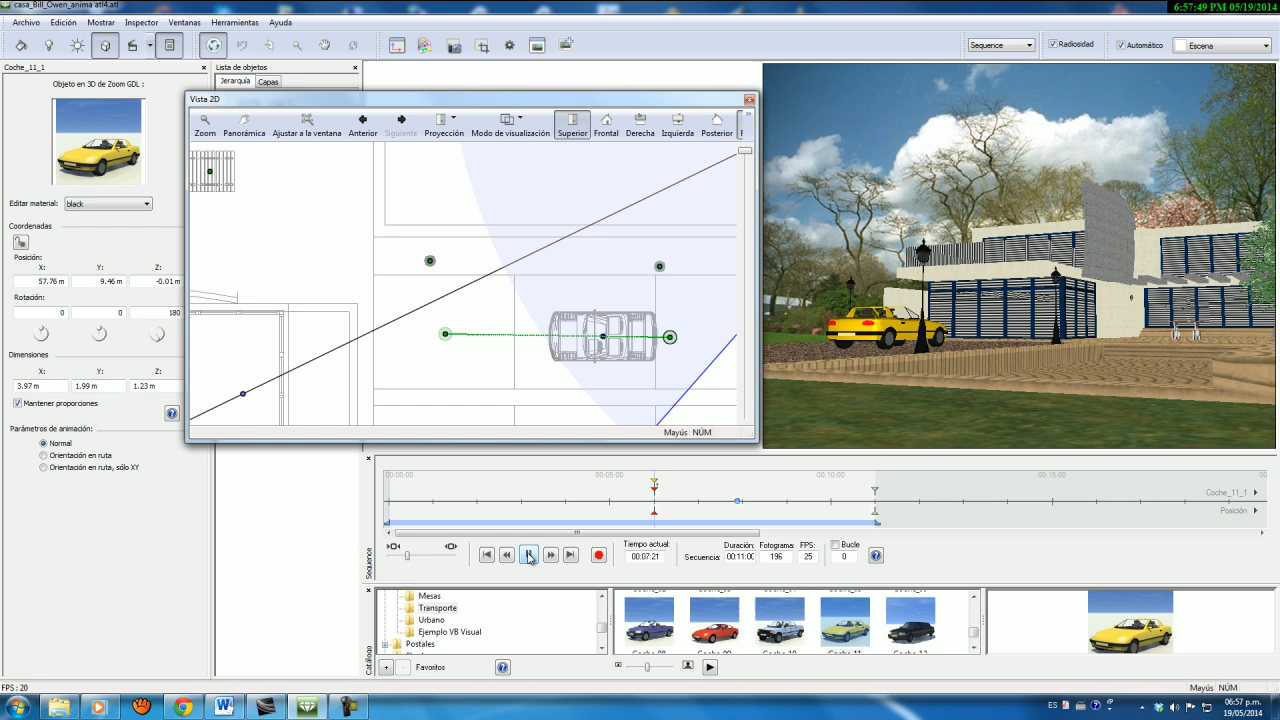 casa_Bill_Owen_anima atl4.atl
6:57:49 PM 05/19/2014
Archivo Edición Mostrar Inspector Ventanas Herramientas Ayuda
Sequence Radiosidad Automático Escena
Coche_11_1
Lista de objetos
Jerarquía Capas
Objeto en 3D de Zoom GDL :
Editar material: black
Coordenadas
Posición:
X: Y: Z:
57.76 m 9.46 m -0.01 m
Rotación:
0 0 180
Dimensiones
X: Y: Z:
3.97 m 1.99 m 1.23 m
Mantener proporciones
Parámetros de animación:
Normal
Orientación en ruta
Orientación en ruta, sólo XY
Vista 2D
Zoom Panorámica Ajustar a la ventana Anterior Siguiente Proyección Modo de visualización Superior Frontal Derecha Izquierda Posterior
Mayús NÚM
00:00:00 00:05:00 00:10:00 00:15:00 00
Coche_11_1
Posición
Sequence
Tiempo actual: Duración: Fotograma: FPS: Bucle
00:07:21 Secuencia: 00:11:00 196 25 0
Catálogo
Mesas
Transporte
Urbano
Ejemplo VB Visual
Postales
Favoritos
FPS : 20
Mayús NÚM
ES
06:57 p.m.
19/05/2014